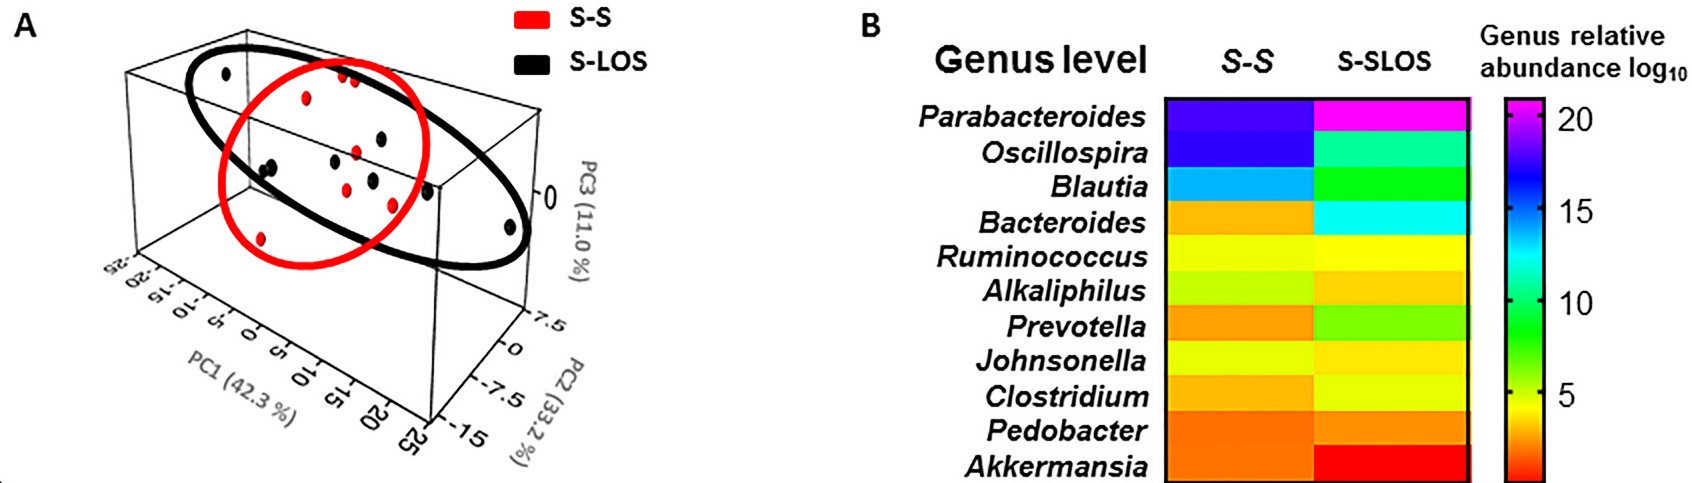 A
S-S
S-LOS
0
PC3 (11.0 %)
-25
-20
-15
-10
-5
0
5
10
15
20
25
PC1 (42.3 %)
7.5
0
-7.5
-15
PC2 (33.2 %)
B
Genus level
S-S
S-SLOS
Genus relative
abundance log10
Parabacteroides
Oscillospira
Blautia
Bacteroides
Ruminococcus
Alkaliphilus
Prevotella
Johnsonella
Clostridium
Pedobacter
Akkermansia
20
15
10
5